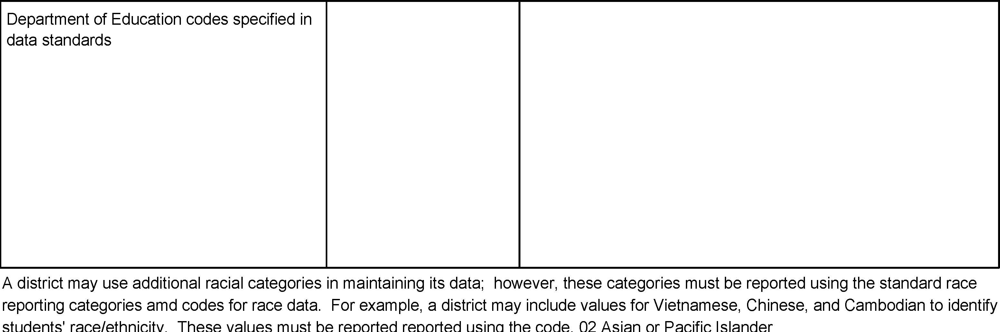 Department of Education codes specified in
data standards
A district may use additional racial categories in maintaining its data;  however, these categories must be reported using the standard race
reporting categories amd codes for race data.  For example, a district may include values for Vietnamese, Chinese, and Cambodian to identify
students' race/ethnicity.  These values must be reported reported using the code, 02 Asian or Pacific Islander